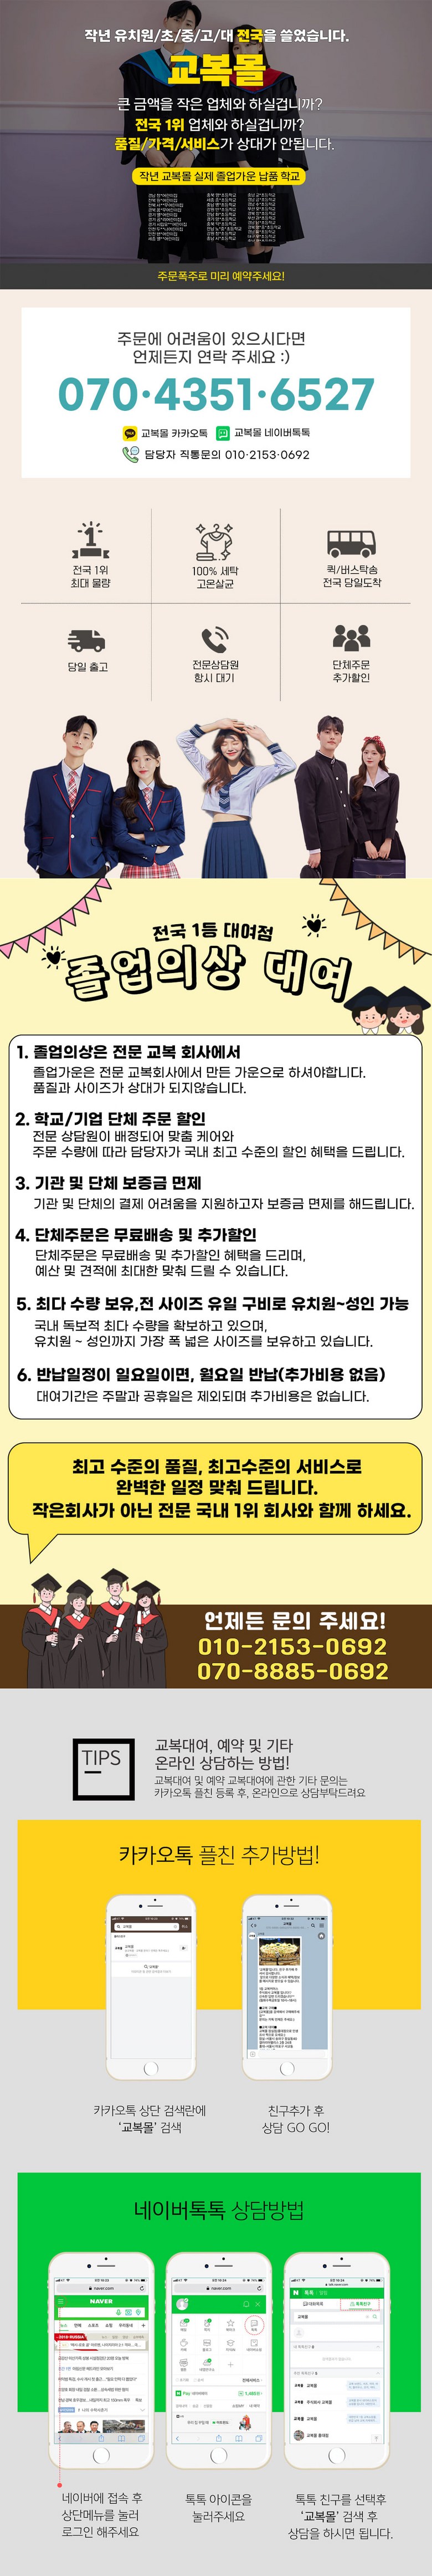 작년 유치원/초/중/고/대 전국을 쓸었습니다.
교복몰
큰 금액을 작은 업체와 하실겁니까?
전국 1위 업체와 하실겁니까?
품질/가격/서비스가 상대가 안됩니다.
작년 교복몰 실제 졸업가운 납품 학교
주문폭주로 미리 예약주세요!
주문에 어려움이 있으시다면
언제든지 연락 주세요 :)
070·4351·6527
교복몰 카카오톡 교복몰 네이버톡톡
담당자 직통문의 010·2153·0692
전국 1위
최대 물량
100% 세탁
고온살균
퀵/버스탁송
전국 당일도착
당일 출고
전문상담원
항시 대기
단체주문
추가할인
전국 1등 대여점
졸업의상 대여
1. 졸업의상은 전문 교복 회사에서
졸업가운은 전문 교복회사에서 만든 가운으로 하셔야합니다.
품질과 사이즈가 상대가 되지않습니다.
2. 학교/기업 단체 주문 할인
전문 상담원이 배정되어 맞춤 케어와
주문 수량에 따라 담당자가 국내 최고 수준의 할인 혜택을 드립니다.
3. 기관 및 단체 보증금 면제
기관 및 단체의 결제 어려움을 지원하고자 보증금 면제를 해드립니다.
4. 단체주문은 무료배송 및 추가할인
단체주문은 무료배송 및 추가할인 혜택을 드리며,
예산 및 견적에 최대한 맞춰 드릴 수 있습니다.
5. 최다 수량 보유,전 사이즈 유일 구비로 유치원~성인 가능
국내 독보적 최다 수량을 확보하고 있으며,
유치원 ~ 성인까지 가장 폭 넓은 사이즈를 보유하고 있습니다.
6. 반납일정이 일요일이면, 월요일 반납(추가비용 없음)
대여기간은 주말과 공휴일은 제외되며 추가비용은 없습니다.
최고 수준의 품질, 최고수준의 서비스로
완벽한 일정 맞춰 드립니다.
작은회사가 아닌 전문 국내 1위 회사와 함께 하세요.
언제든 문의 주세요!
010-2153-0692
070-8885-0692
TIPS
교복대여, 예약 및 기타
온라인 상담하는 방법!
교복대여 및 예약 교복대여에 관한 기타 문의는
카카오톡 플친 등록 후, 온라인으로 상담부탁드려요
카카오톡 플친 추가방법!
카카오톡 상단 검색란에
‘교복몰’ 검색
친구추가 후
상담 GO GO!
네이버톡톡 상담방법
NAVER
네이버에 접속 후
상단메뉴를 눌러
로그인 해주세요
톡톡 아이콘을
눌러주세요
톡톡 친구를 선택후
‘교복몰’ 검색 후
상담을 하시면 됩니다.